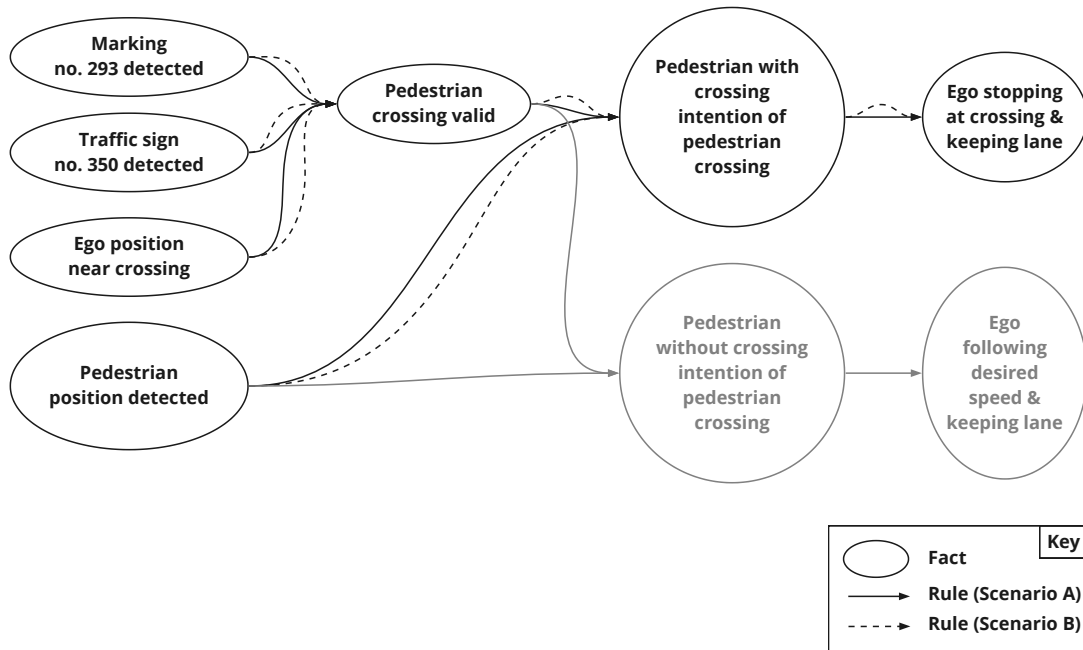 Marking
no. 293 detected
Traffic sign
no. 350 detected
Ego position
near crossing
Pedestrian
position detected
Pedestrian
crossing valid
Pedestrian with
crossing
intention of
pedestrian
crossing
Ego stopping
at crossing &
keeping lane
Pedestrian
without crossing
intention of
pedestrian
crossing
Ego
following
desired
speed &
keeping lane
Key
Fact
Rule (Scenario A)
Rule (Scenario B)